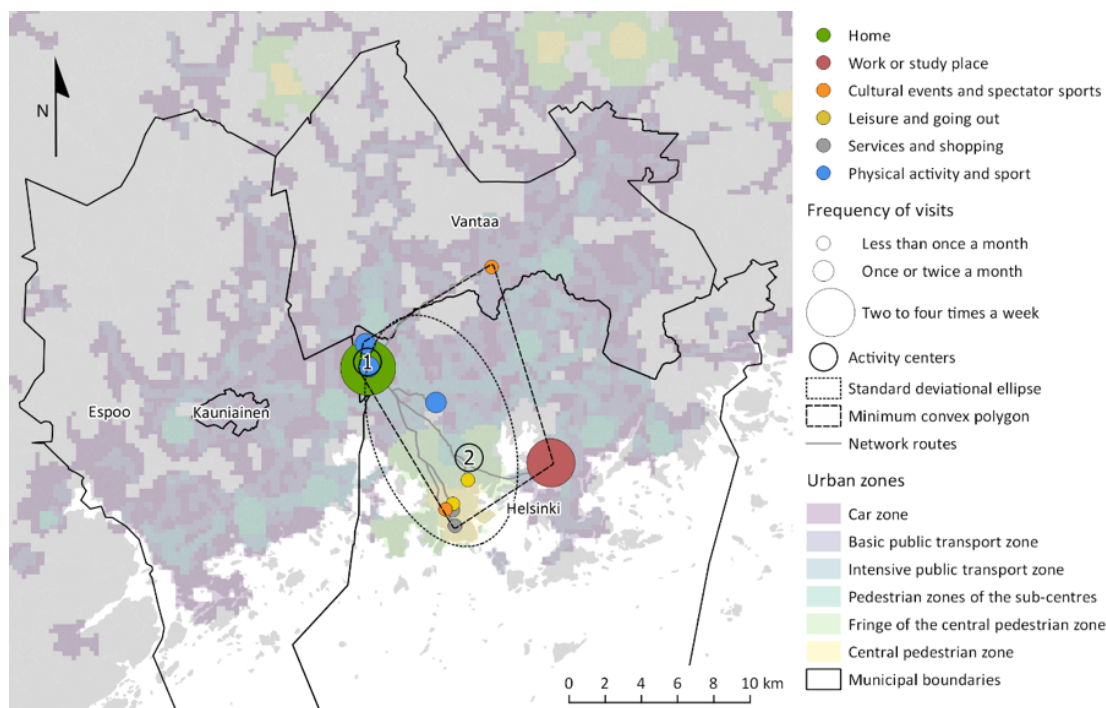 N
Vantaa
Espoo
Kauniainen
Helsinki
1
2
0 2 4 6 8 10 km
Home
Work or study place
Cultural events and spectator sports
Leisure and going out
Services and shopping
Physical activity and sport
Frequency of visits
Less than once a month
Once or twice a month
Two to four times a week
Activity centers
Standard deviational ellipse
Minimum convex polygon
Network routes
Urban zones
Car zone
Basic public transport zone
Intensive public transport zone
Pedestrian zones of the sub-centres
Fringe of the central pedestrian zone
Central pedestrian zone
Municipal boundaries